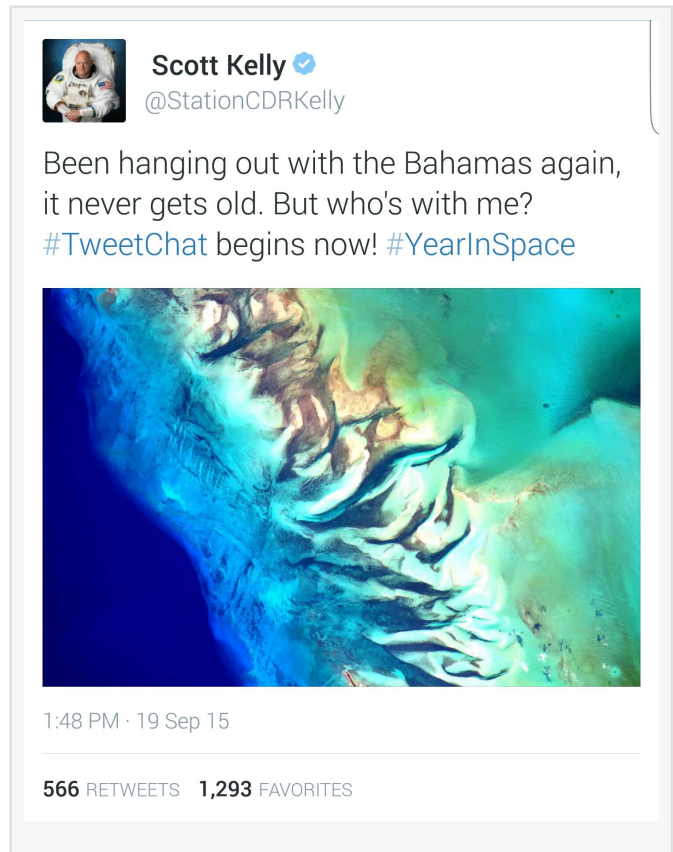 Scott Kelly
@StationCDRKelly
Been hanging out with the Bahamas again,
it never gets old. But who's with me?
#TweetChat begins now! #YearInSpace
1:48 PM · 19 Sep 15
566 RETWEETS 1,293 FAVORITES